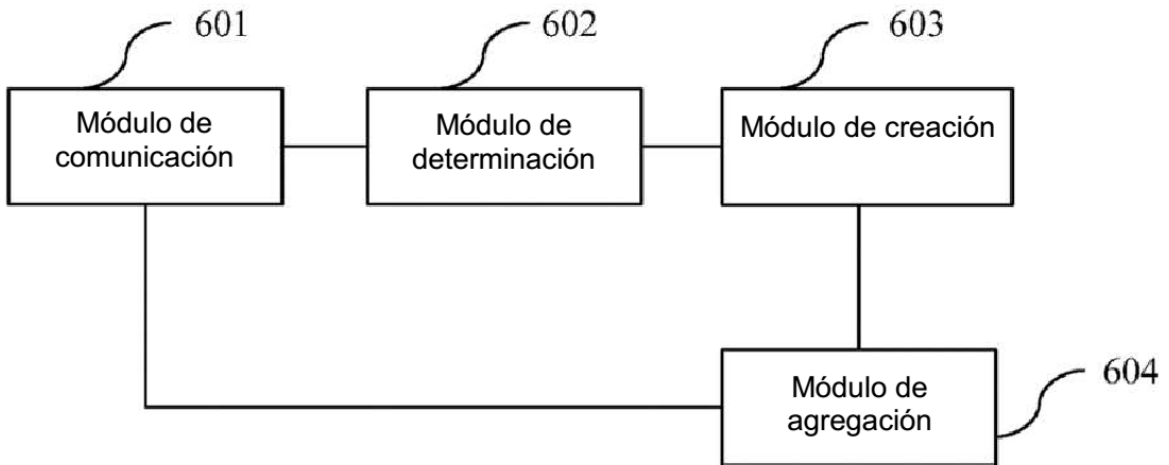 601
602
603
Módulo de
comunicación
Módulo de
determinación
Módulo de creación
Módulo de
agregación
604